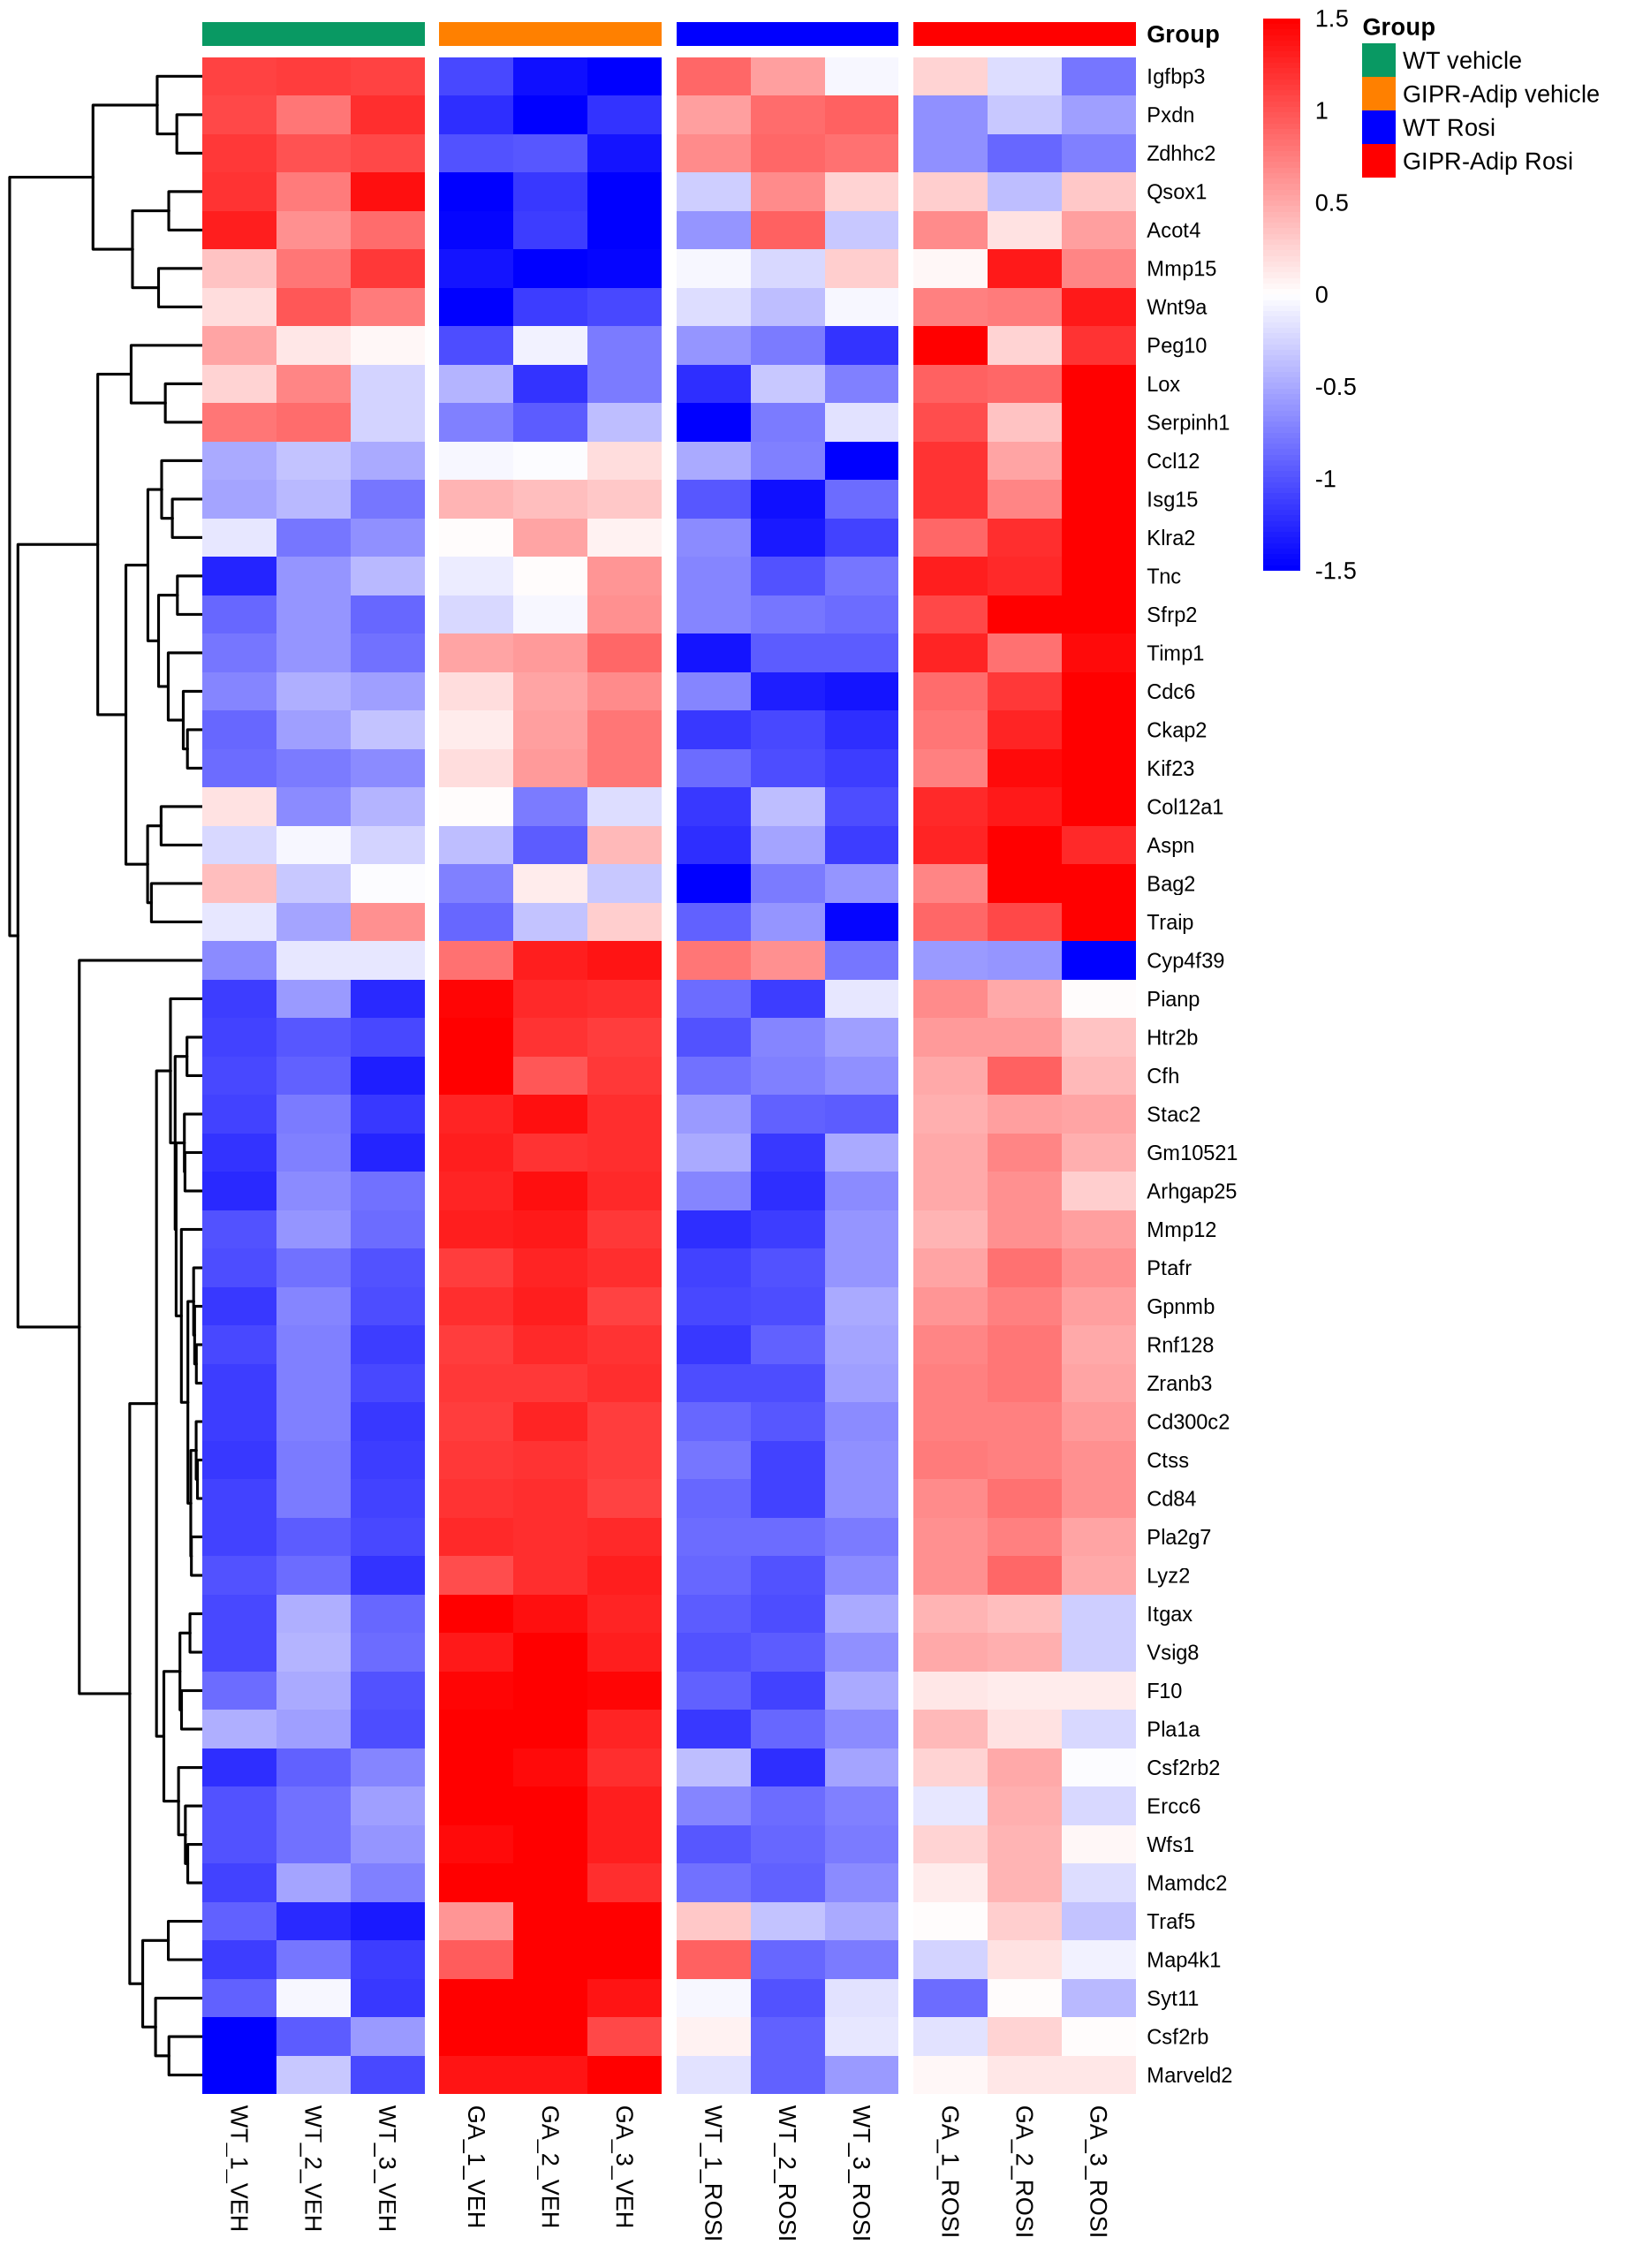 Group
Igfbp3
Pxdn
Zdhhc2
Qsox1
Acot4
Mmp15
Wnt9a
Peg10
Lox
Serpinh1
Ccl12
Isg15
Klra2
Tnc
Sfrp2
Timp1
Cdc6
Ckap2
Kif23
Col12a1
Aspn
Bag2
Traip
Cyp4f39
Pianp
Htr2b
Cfh
Stac2
Gm10521
Arhgap25
Mmp12
Ptafr
Gpnmb
Rnf128
Zranb3
Cd300c2
Ctss
Cd84
Pla2g7
Lyz2
Itgax
Vsig8
F10
Pla1a
Csf2rb2
Ercc6
Wfs1
Mamdc2
Traf5
Map4k1
Syt11
Csf2rb
Marveld2
WT_1_VEH
WT_2_VEH
WT_3_VEH
GA_1_VEH
GA_2_VEH
GA_3_VEH
WT_1_ROSI
WT_2_ROSI
WT_3_ROSI
GA_1_ROSI
GA_2_ROSI
GA_3_ROSI
1.5
1
0.5
0
-0.5
-1
-1.5
Group
WT vehicle
GIPR-Adip vehicle
WT Rosi
GIPR-Adip Rosi